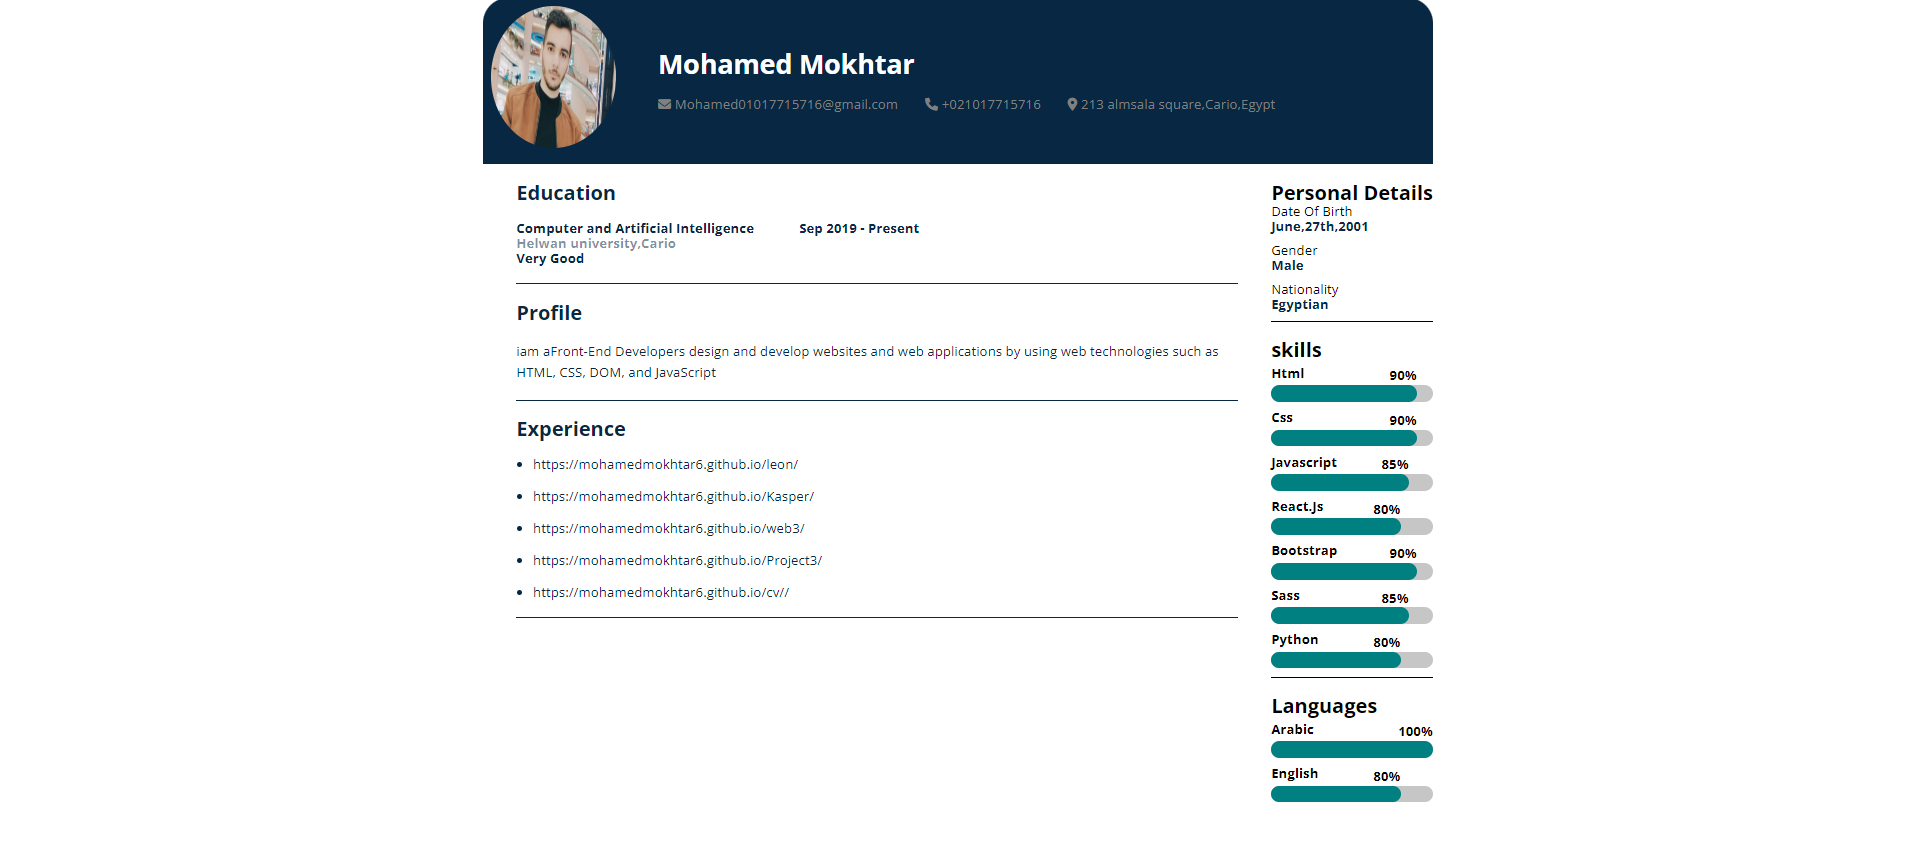 Mohamed Mokhtar
Mohamed01017715716@gmail.com +021017715716 213 almsala square,Cario,Egypt
Education
Computer and Artificial Intelligence Sep 2019 - Present
Helwan university,Cario
Very Good
Profile
iam aFront-End Developers design and develop websites and web applications by using web technologies such as
HTML, CSS, DOM, and JavaScript
Experience
• https://mohamedmokhtar6.github.io/leon/
• https://mohamedmokhtar6.github.io/Kasper/
• https://mohamedmokhtar6.github.io/web3/
• https://mohamedmokhtar6.github.io/Project3/
• https://mohamedmokhtar6.github.io/cv//
Personal Details
Date Of Birth
June,27th,2001
Gender
Male
Nationality
Egyptian
skills
Html 90%
Css 90%
Javascript 85%
React.Js 80%
Bootstrap 90%
Sass 85%
Python 80%
Languages
Arabic 100%
English 80%